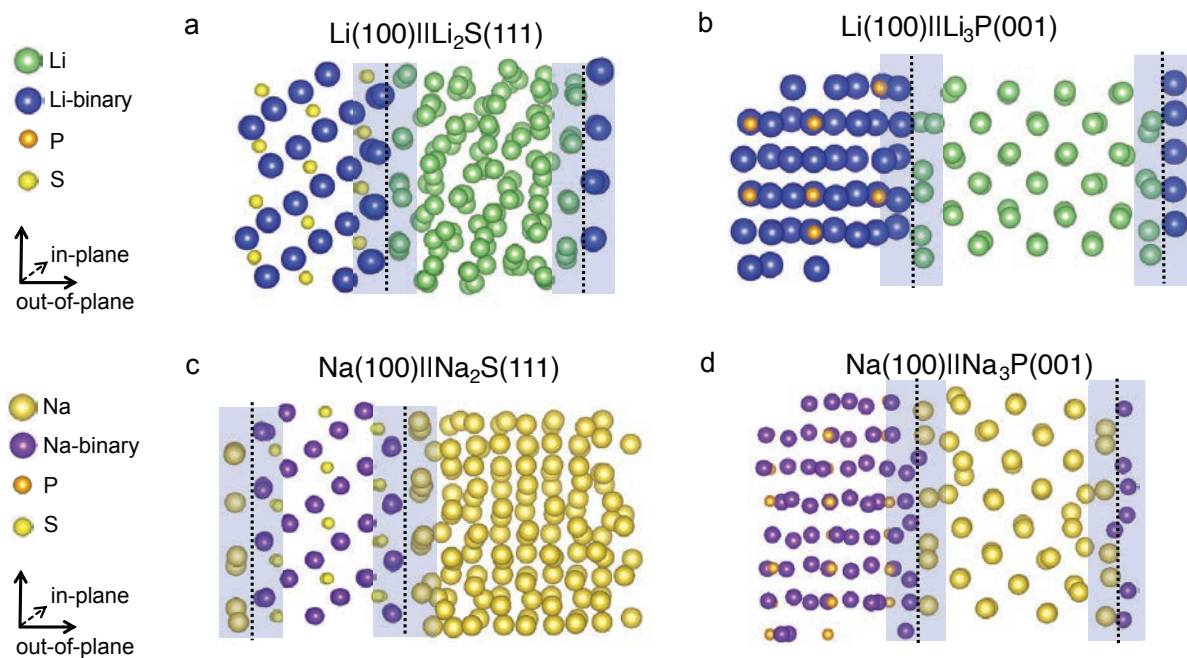 a
Li(100)||Li₂S(111)
b
Li(100)||Li₃P(001)
Li
Li-binary
P
S
in-plane
out-of-plane
c
Na(100)||Na₂S(111)
d
Na(100)||Na₃P(001)
Na
Na-binary
P
S
in-plane
out-of-plane